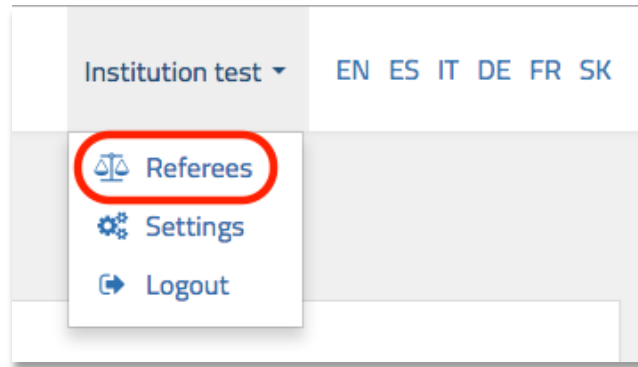 Institution test EN ES IT DE FR SK
Referees
Settings
Logout